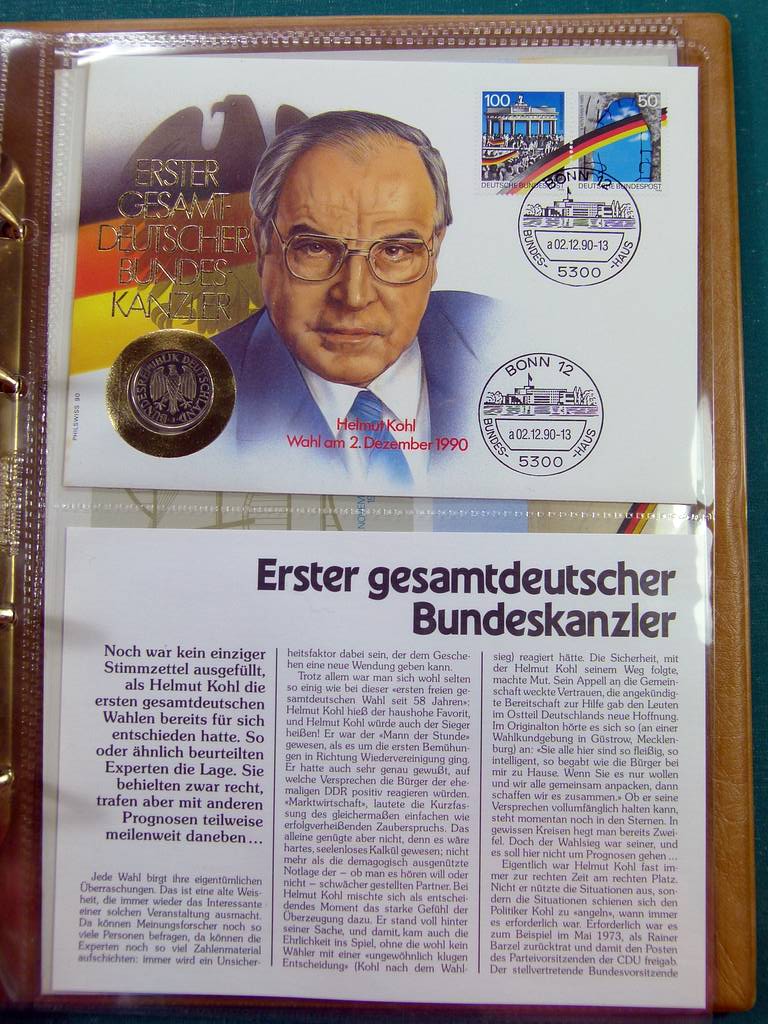 ERSTER
GESAMT-
DEUTSCHER
BUNDES-
KANZLER
BUNDESREPUBLIK DEUTSCHLAND
PHILSWISS 90
Helmut Kohl
Wahl am 2. Dezember 1990
100
DEUTSCHE BUNDESPOST
50
DEUTSCHE BUNDESPOST
BONN 12
a 02.12.90-13
BUNDES-HAUS
5300
BONN 12
a 02.12.90-13
BUNDES-HAUS
5300
Erster gesamtdeutscher
Bundeskanzler
Noch war kein einziger
Stimmzettel ausgefüllt,
als Helmut Kohl die
ersten gesamtdeutschen
Wahlen bereits für sich
entschieden hatte. So
oder ähnlich beurteilten
Experten die Lage. Sie
behielten zwar recht,
trafen aber mit anderen
Prognosen teilweise
meilenweit daneben...
Jede Wahl birgt ihre eigentümlichen
Überraschungen. Das ist eine alte Weis-
heit, die immer wieder das Interessante
einer solchen Veranstaltung ausmacht.
Da können Meinungsforscher noch so
viele Personen befragen, da können die
Experten noch so viel Zahlenmaterial
aufschichten: immer wird ein Unsicher-
heitsfaktor dabei sein, der dem Gesche-
hen eine neue Wendung geben kann.
Trotz allem war man sich wohl selten
so einig wie bei dieser «ersten freien ge-
samtdeutschen Wahl seit 58 Jahren»:
Helmut Kohl hieß der haushohe Favorit,
und Helmut Kohl würde auch der Sieger
heißen! Er war der «Mann der Stunde»
gewesen, als es um die ersten Bemühun-
gen in Richtung Wiedervereinigung ging.
Er hatte auch sehr genau gewußt, auf
welche Versprechen die Bürger der ehe-
maligen DDR positiv reagieren würden.
«Marktwirtschaft», lautete die Kurzfas-
sung des gleichermaßen einfachen wie
erfolgverheißenden Zauberspruchs. Das
alleine genügte aber nicht, denn es wäre
hartes, seelenloses Kalkül gewesen; nicht
mehr als die demagogisch ausgenützte
Notlage der – ob man es hören will oder
nicht – schwächer gestellten Partner. Bei
Helmut Kohl mischte sich als entschei-
dendes Moment das starke Gefühl der
Überzeugung dazu. Er stand voll hinter
seiner Sache, und damit kam auch die
Ehrlichkeit ins Spiel, ohne die wohl kein
Wähler mit einer «ungewöhnlich klugen
Entscheidung» (Kohl nach dem Wahl-
sieg) reagiert hätte. Die Sicherheit, mit
der Helmut Kohl seinem Weg folgte,
machte Mut. Sein Appell an die Gemein-
schaft weckte Vertrauen, die angekündig-
te Bereitschaft zur Hilfe gab den Leuten
im Ostteil Deutschlands neue Hoffnung.
Im Originalton hörte es sich so (an einer
Wahlkundgebung in Güstrow, Mecklen-
burg) an: «Sie alle hier sind so fleißig, so
intelligent, so begabt wie die Bürger bei
mir zu Hause. Wenn Sie es nur wollen
und wir alle gemeinsam anpacken, dann
schaffen wir es zusammen.» Ob er seine
Versprechen vollumfänglich halten kann,
steht momentan noch in den Sternen. In
gewissen Kreisen hegt man bereits Zwei-
fel. Doch der Wahlsieg war seiner, und
es soll hier nicht um Prognosen gehen...
Eigentlich war Helmut Kohl fast im-
mer zur rechten Zeit am rechten Platz.
Nicht er nützte die Situationen aus, son-
dern die Situationen schienen sich den
Politiker Kohl zu «angeln», wann immer
es erforderlich war. Erforderlich war es
zum Beispiel im Mai 1973, als Rainer
Barzel zurücktrat und damit den Posten
des Parteivorsitzenden der CDU freigab.
Der stellvertretende Bundesvorsitzende